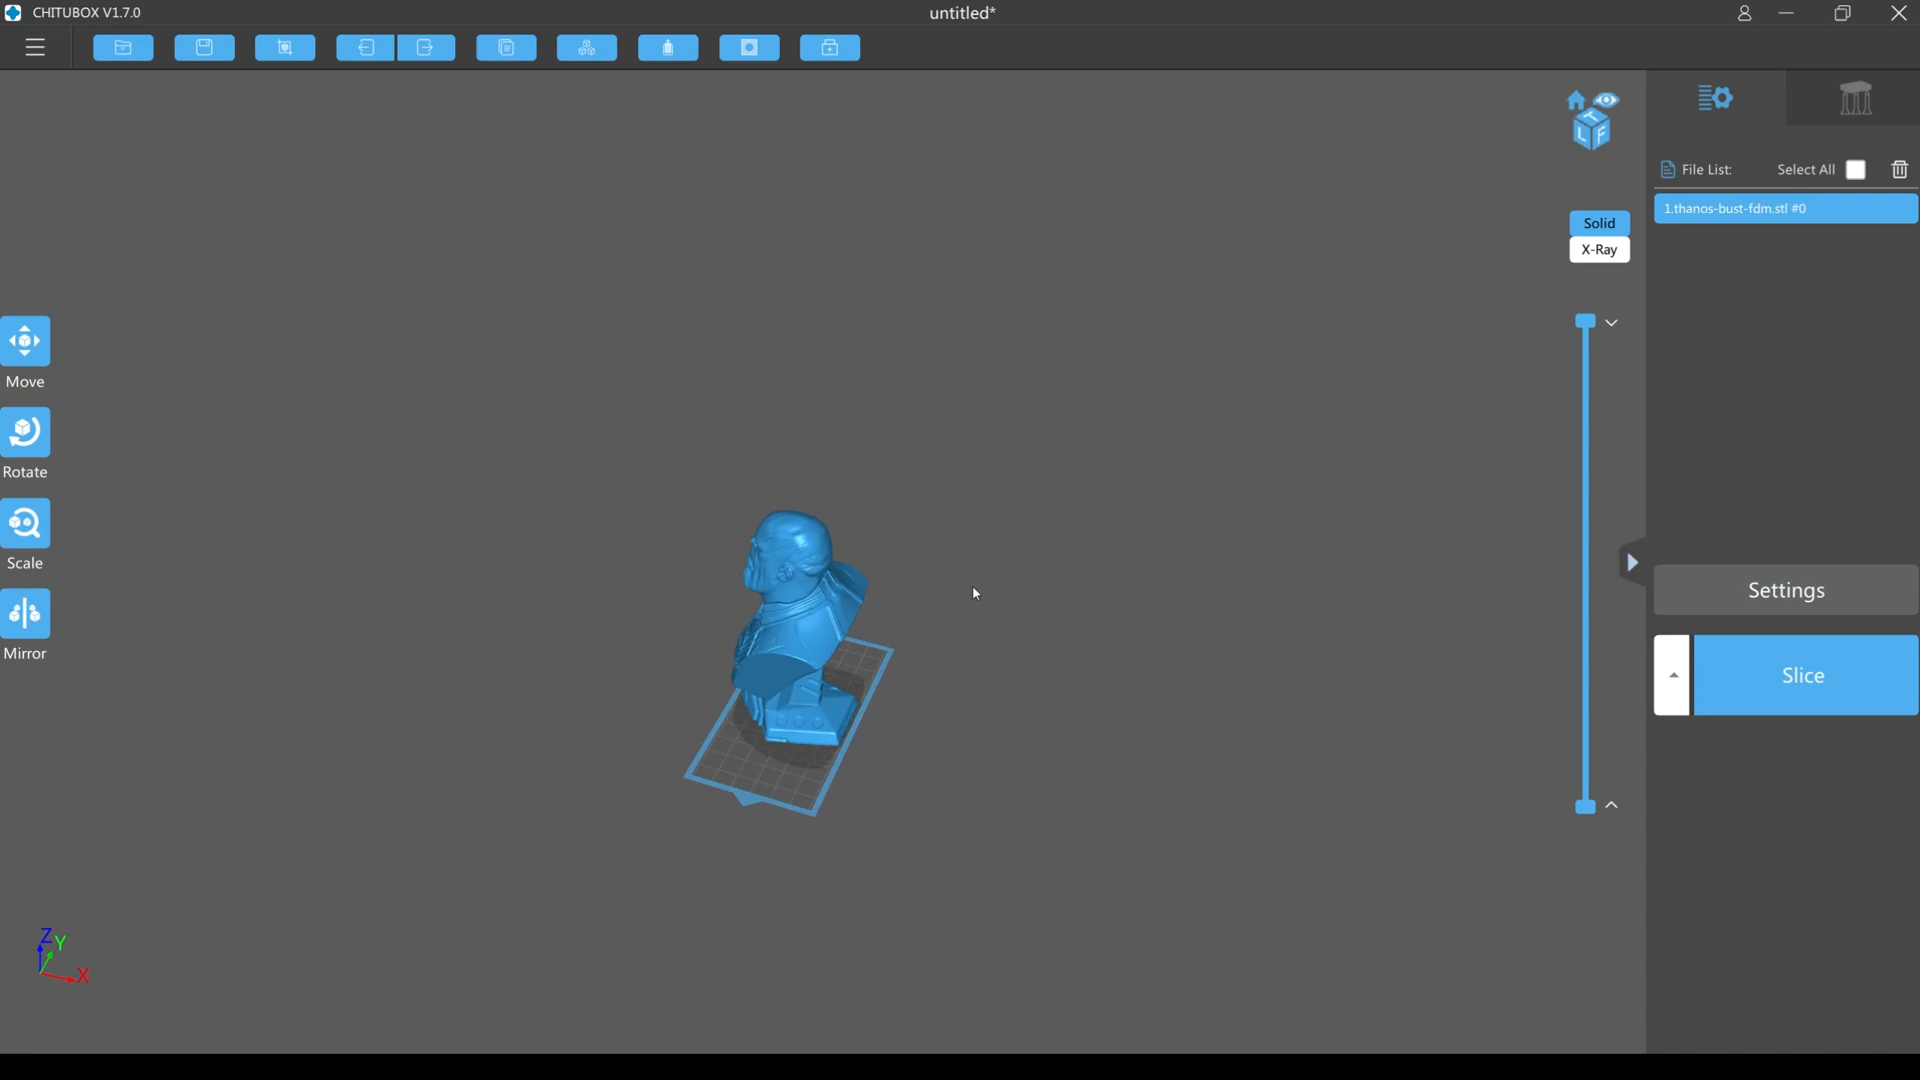 CHITUBOX V1.7.0
untitled*
T
L F
File List:
Select All
1.thanos-bust-fdm.stl #0
Solid
X-Ray
Move
Rotate
Scale
Mirror
Settings
Slice
Z
Y
X